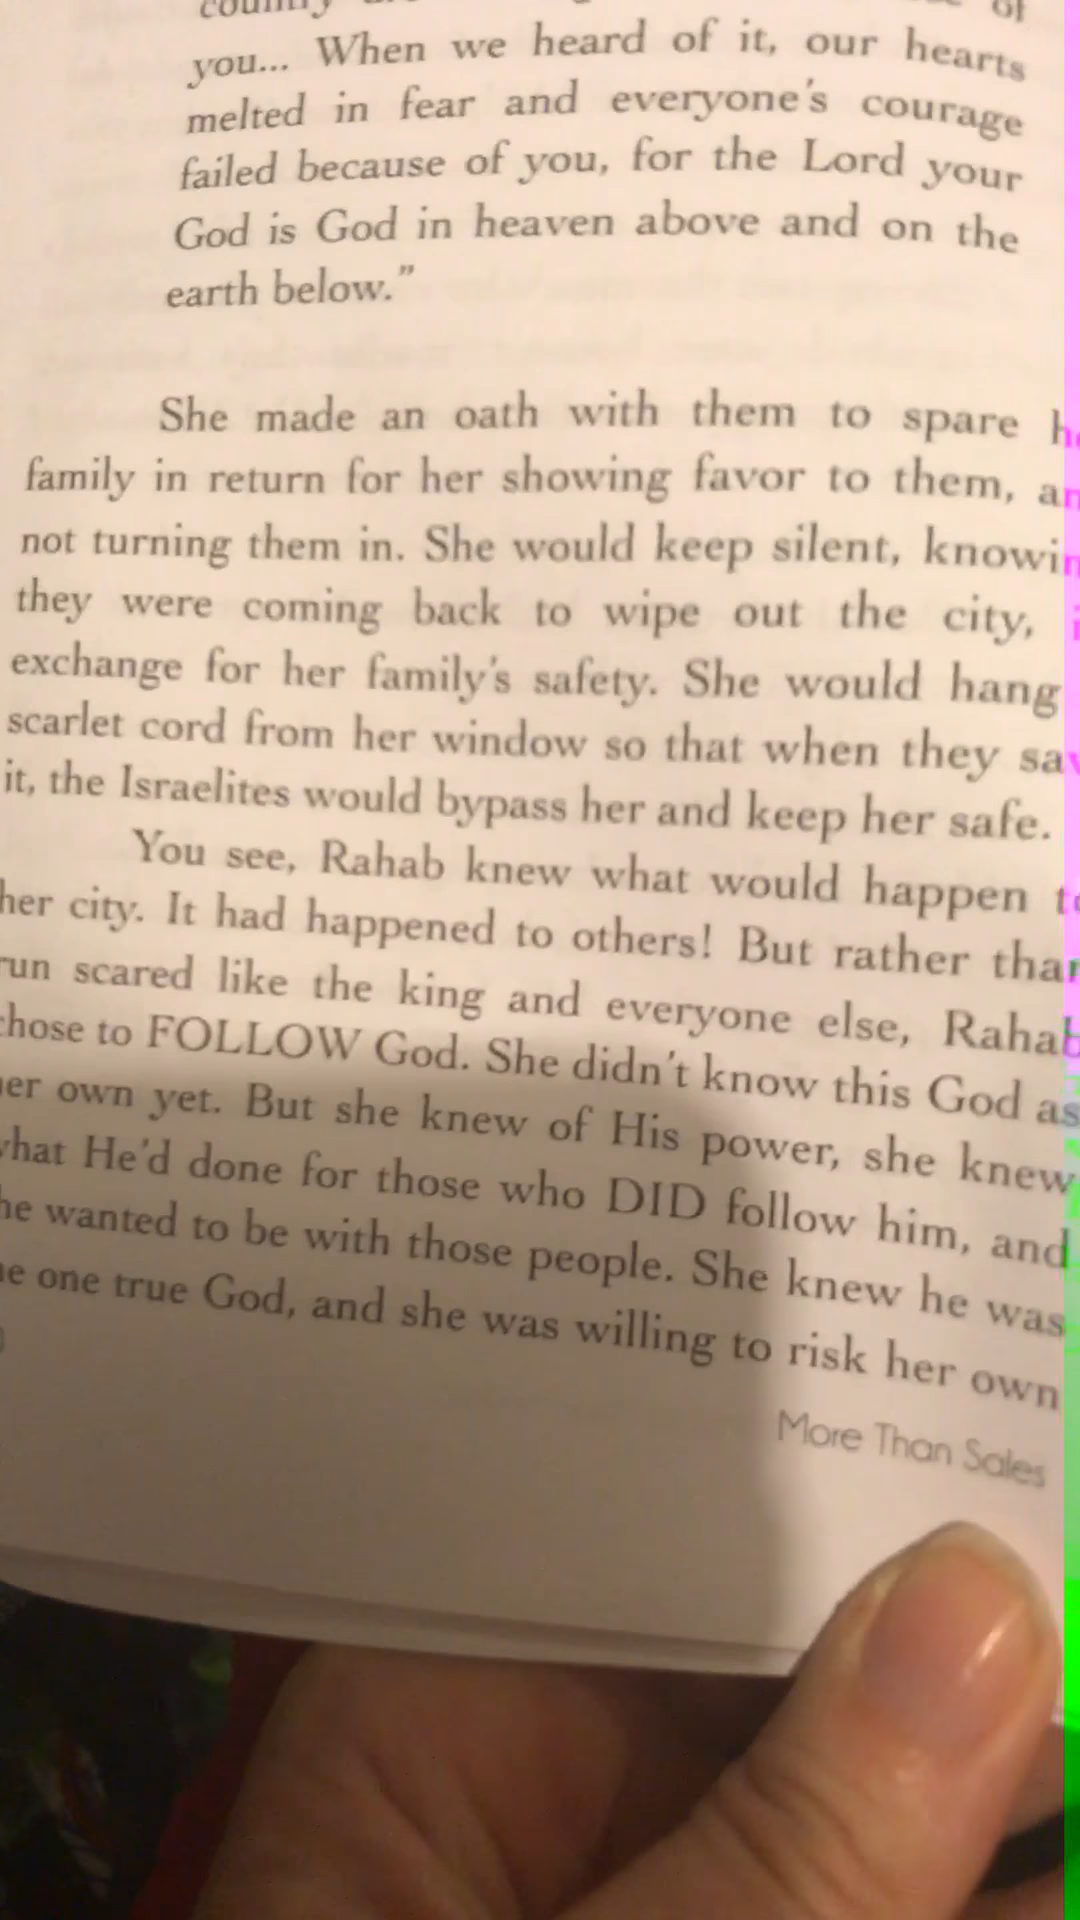 you... When we heard of it, our hearts
melted in fear and everyone's courage
failed because of you, for the Lord your
God is God in heaven above and on the
earth below."
She made an oath with them to spare
family in return for her showing favor to them,
not turning them in. She would keep silent,
they were coming back to wipe out the city,
exchange for her family's safety. She would hang
scarlet cord from her window so that when they
it, the Israelites would bypass her and keep her safe.
You see, Rahab knew what would happen
her city. It had happened to others! But rather than
run scared like the king and everyone else, Rahab
chose to FOLLOW God. She didn't know this God as
her own yet. But she knew of His power, she knew
what He'd done for those who DID follow him, and
he wanted to be with those people. She knew he was
one true God, and she was willing to risk her own
More Than Sales